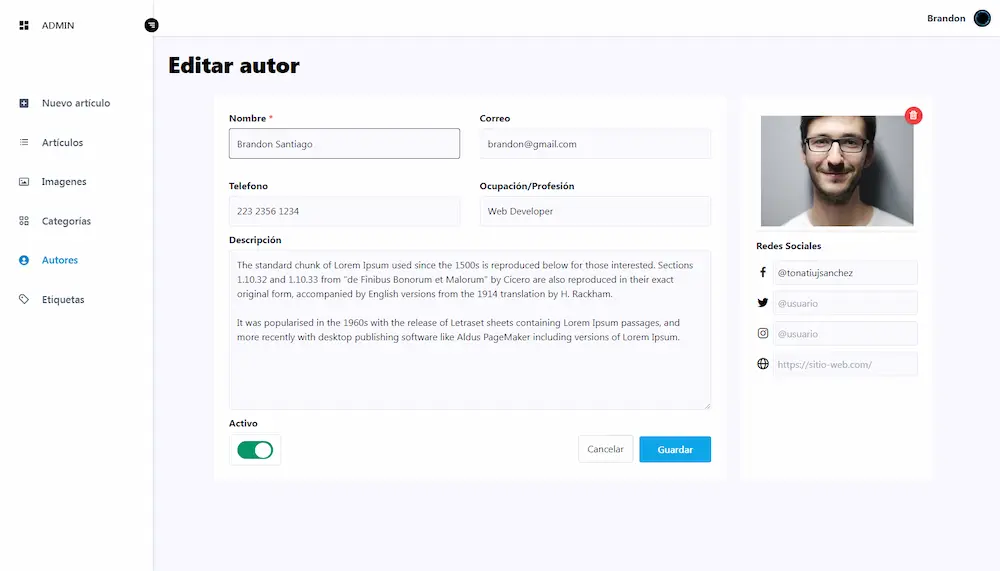 ADMIN
Brandon
Editar autor
Nuevo artículo
Artículos
Imagenes
Categorías
Autores
Etiquetas
Nombre *
Brandon Santiago
Correo
brandon@gmail.com
Telefono
223 2356 1234
Ocupación/Profesión
Web Developer
Descripción
The standard chunk of Lorem Ipsum used since the 1500s is reproduced below for those interested. Sections
1.10.32 and 1.10.33 from "de Finibus Bonorum et Malorum" by Cicero are also reproduced in their exact
original form, accompanied by English versions from the 1914 translation by H. Rackham.
It was popularised in the 1960s with the release of Letraset sheets containing Lorem Ipsum passages, and
more recently with desktop publishing software like Aldus PageMaker including versions of Lorem Ipsum.
Activo
Cancelar
Guardar
Redes Sociales
@tonatiujsanchez
@usuario
@usuario
https://sitio-web.com/